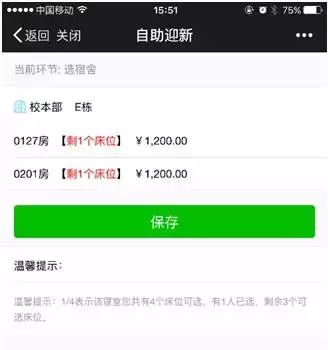 中国移动 15:51 75%
返回 关闭 自助迎新
当前环节: 选宿舍
校本部 E栋
0127房 【剩1个床位】 ￥1,200.00
0201房 【剩1个床位】 ￥1,200.00
保存
温馨提示：
温馨提示：1/4表示该寝室您共有4个床位可选，有1人已选，剩余3个可
选床位。